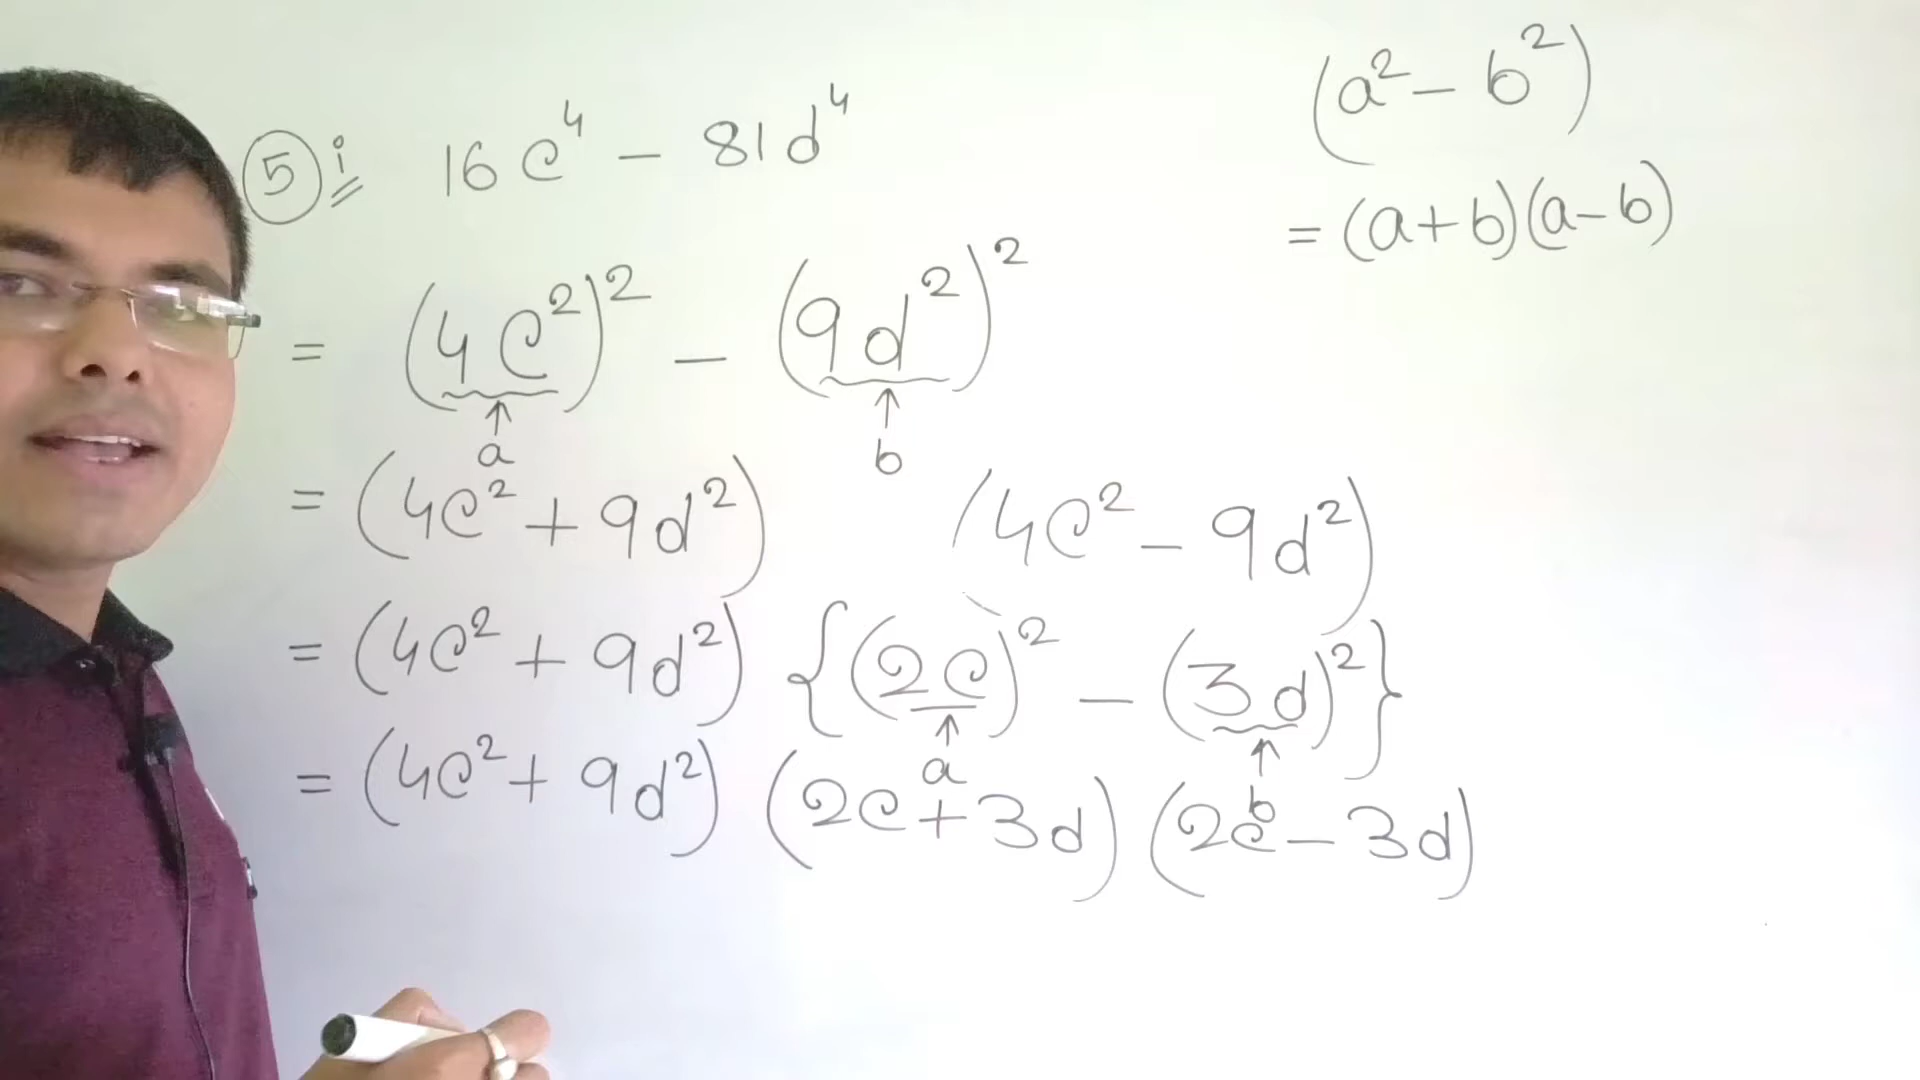 (a² - b²)
5) i 16c⁴ - 81d⁴
= (a+b)(a-b)
= (4c²)² - (9d²)²
↑ ↑
a b
= (4c² + 9d²) (4c² - 9d²)
= (4c² + 9d²) {(2c)² - (3d)²}
↑ ↑
a b
= (4c² + 9d²) (2c+3d) (2c-3d)